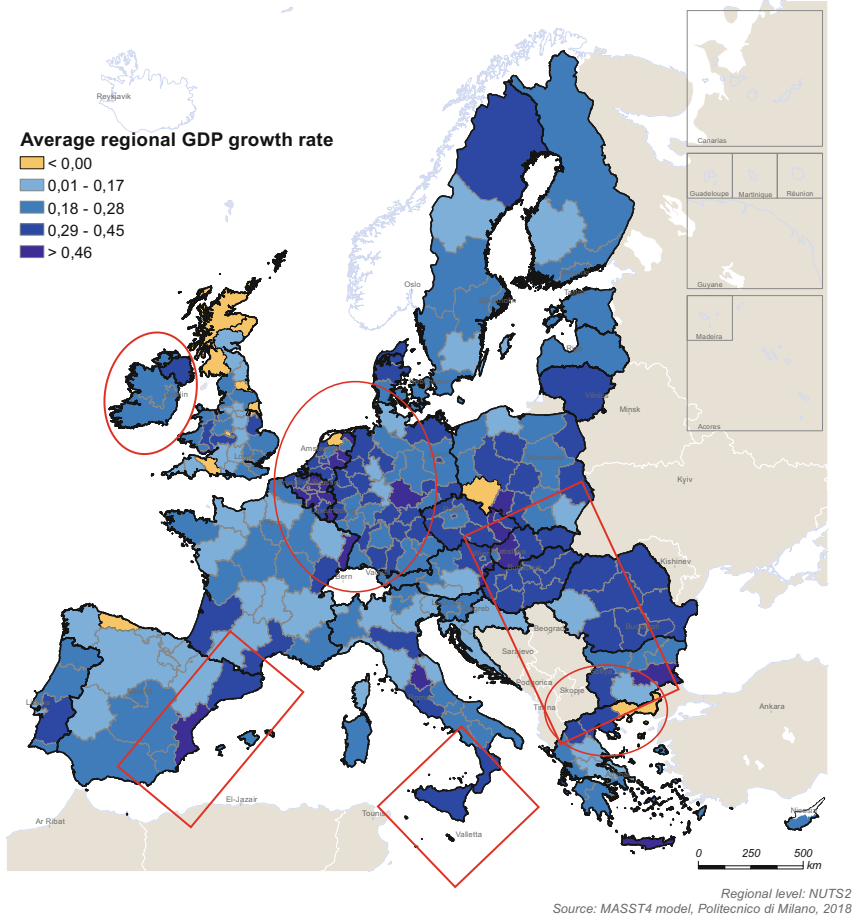 Reykjavik
Average regional GDP growth rate
< 0,00
0,01 - 0,17
0,18 - 0,28
0,29 - 0,45
> 0,46
Canarias
Guadeloupe
Martinique
Réunion
Guyane
Madeira
Acores
Oslo
Minsk
Kyiv
Kishinev
Bern
Beograd
Sarajevo
Podgorica
Skopje
Tirana
Ankara
El-Jazair
Ar Ribat
Valletta
0 250 500
km
Regional level: NUTS2
Source: MASST4 model, Politecnico di Milano, 2018